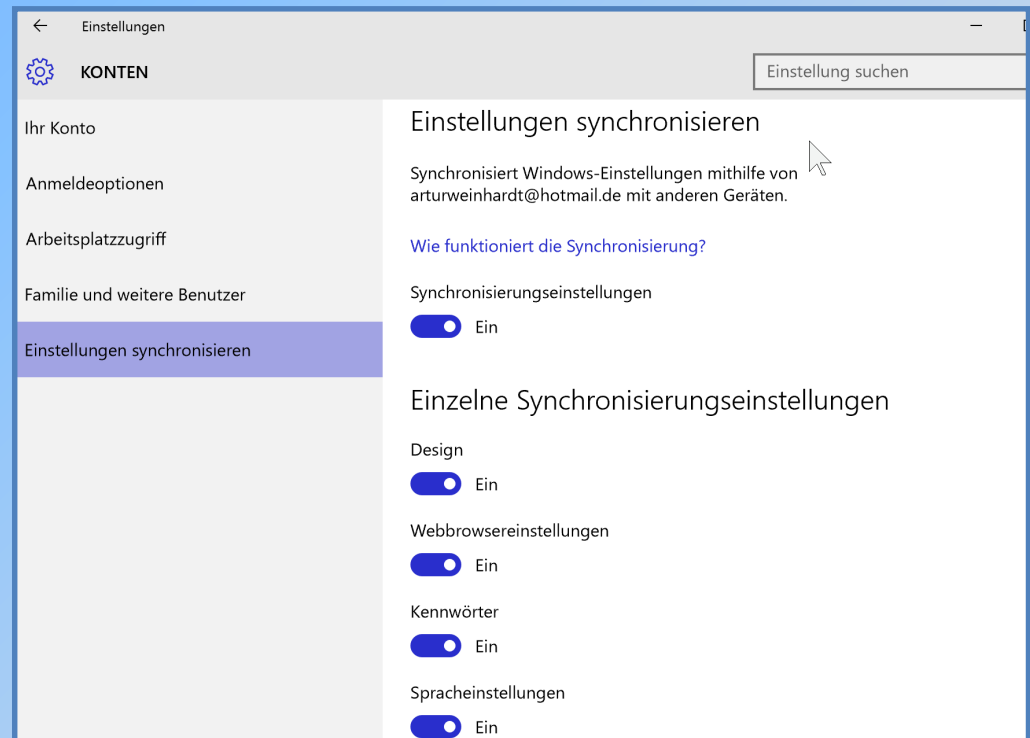 Einstellungen
KONTEN
Einstellung suchen
Ihr Konto
Anmeldeoptionen
Arbeitsplatzzugriff
Familie und weitere Benutzer
Einstellungen synchronisieren
Einstellungen synchronisieren
Synchronisiert Windows-Einstellungen mithilfe von
arturweinhardt@hotmail.de mit anderen Geräten.
Wie funktioniert die Synchronisierung?
Synchronisierungseinstellungen
Ein
Einzelne Synchronisierungseinstellungen
Design
Ein
Webbrowsereinstellungen
Ein
Kennwörter
Ein
Spracheinstellungen
Ein